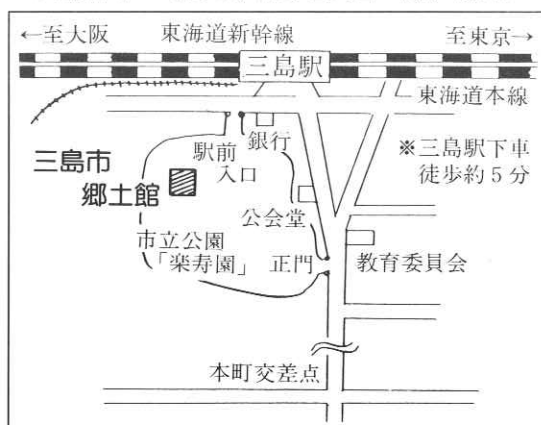 ←至大阪 東海道新幹線 至東京→
三島駅
東海道本線
銀行
駅前
入口
※三島駅下車
徒歩約5分
三島市
郷土館
公会堂
市立公園
「楽寿園」
正門
教育委員会
本町交差点